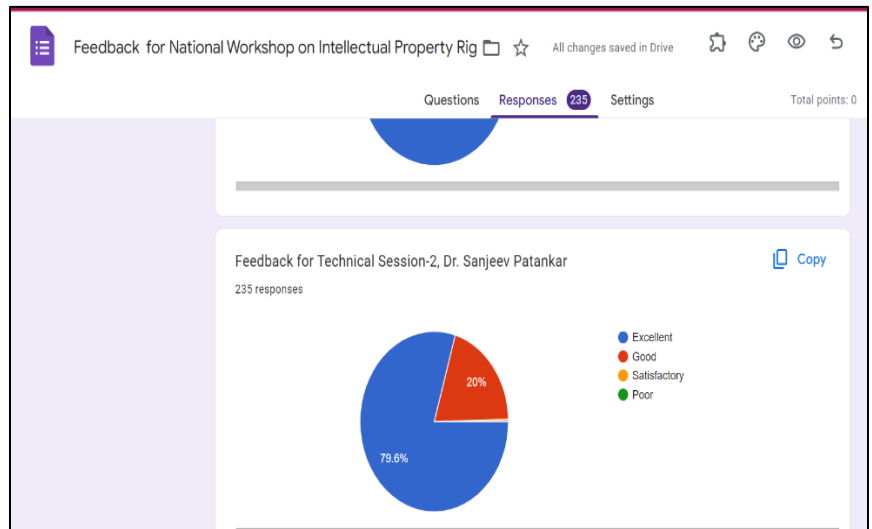 Feedback for National Workshop on Intellectual Property Rig
All changes saved in Drive
Questions Responses 235 Settings
Total points: 0
Feedback for Technical Session-2, Dr. Sanjeev Patankar
Copy
235 responses
Excellent
Good
Satisfactory
Poor
20%
79.6%